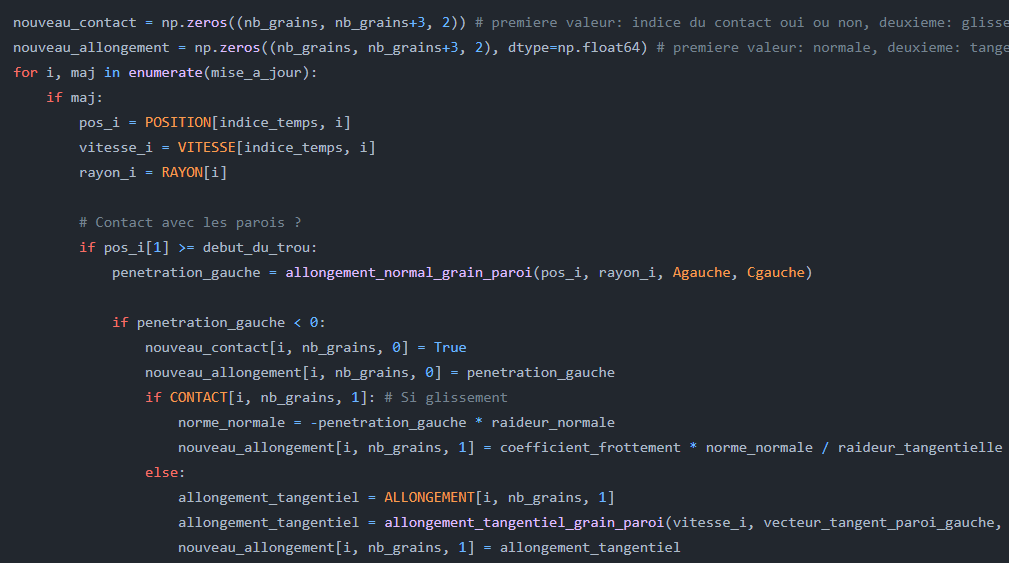 nouveau_contact = np.zeros((nb_grains, nb_grains+3, 2)) # premiere valeur: indice du contact oui ou non, deuxieme: glisse
nouveau_allongement = np.zeros((nb_grains, nb_grains+3, 2), dtype=np.float64) # premiere valeur: normale, deuxieme: tange
for i, maj in enumerate(mise_a_jour):
    if maj:
        pos_i = POSITION[indice_temps, i]
        vitesse_i = VITESSE[indice_temps, i]
        rayon_i = RAYON[i]
        # Contact avec les parois ?
        if pos_i[1] >= debut_du_trou:
            penetration_gauche = allongement_normal_grain_paroi(pos_i, rayon_i, Agauche, Cgauche)
            if penetration_gauche < 0:
                nouveau_contact[i, nb_grains, 0] = True
                nouveau_allongement[i, nb_grains, 0] = penetration_gauche
                if CONTACT[i, nb_grains, 1]: # Si glissement
                    norme_normale = -penetration_gauche * raideur_normale
                    nouveau_allongement[i, nb_grains, 1] = coefficient_frottement * norme_normale / raideur_tangentielle
                else:
                    allongement_tangentiel = ALLONGEMENT[i, nb_grains, 1]
                    allongement_tangentiel = allongement_tangentiel_grain_paroi(vitesse_i, vecteur_tangent_paroi_gauche,
                    nouveau_allongement[i, nb_grains, 1] = allongement_tangentiel